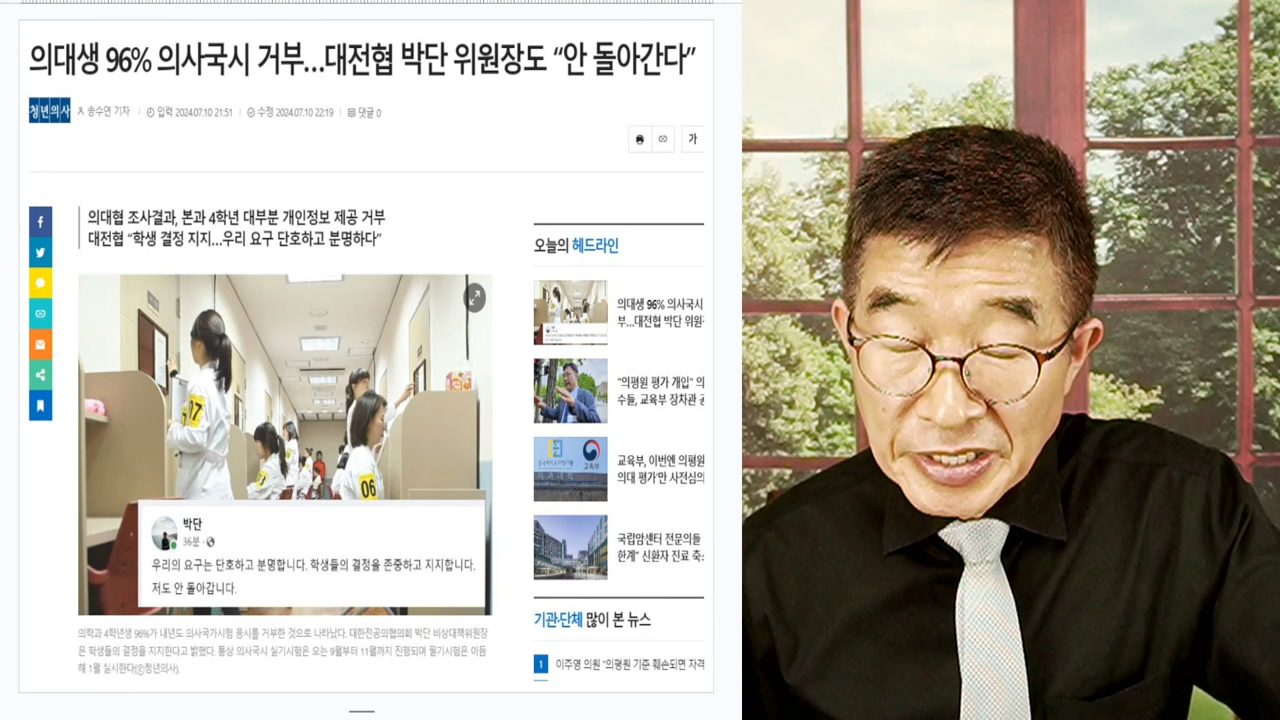 의대생 96% 의사국시 거부…대전협 박단 위원장도 “안 돌아간다”
청년의사
송수연 기자
입력 2024.07.10 21:51
수정 2024.07.10 22:19
댓글 0
가
의대협 조사결과, 본과 4학년 대부분 개인정보 제공 거부
대전협 “학생 결정 지지…우리 요구 단호하고 분명하다”
17
06
박단
36분
우리의 요구는 단호하고 분명합니다. 학생들의 결정을 존중하고 지지합니다.
저도 안 돌아갑니다.
의학과 4학년생 96%가 내년도 의사국가시험 응시를 거부한 것으로 나타났다. 대한전공의협의회 박단 비상대책위원장
은 학생들의 결정을 지지한다고 밝혔다. 통상 의사국시 실기시험은 오는 9월부터 11월까지 진행되며 필기시험은 이듬
해 1월 실시한다(ⓒ청년의사).
오늘의 헤드라인
의대생 96% 의사국시
부…대전협 박단 위원
"의평원 평가 개입" 의
수들, 교육부 장차관
교육부
교육부, 이번엔 의평원
의대 평가'만 사전심의
국립암센터 전문의들
한계” 신환자 진료 축
기관·단체 많이 본 뉴스
1 이주영 의원 “의평원 기준 훼손되면 자격